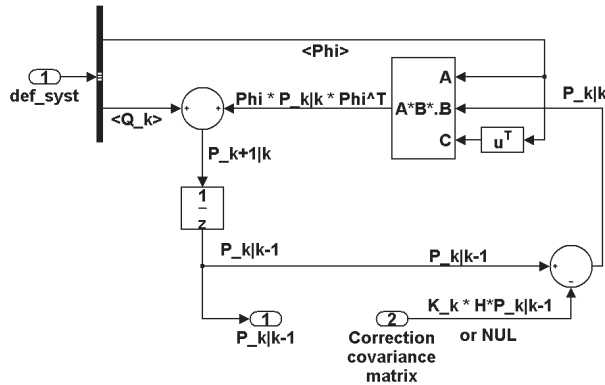 <Phi>
1
def_syst
<Q_k>
Phi * P_k|k * Phi^T
A
A*B*.B
C
u^T
P_k|k
P_k+1|k
1
z
P_k|k-1
P_k|k-1
1
P_k|k-1
2
Correction
covariance
matrix
K_k * H*P_k|k-1
or NUL
+
+
+
-